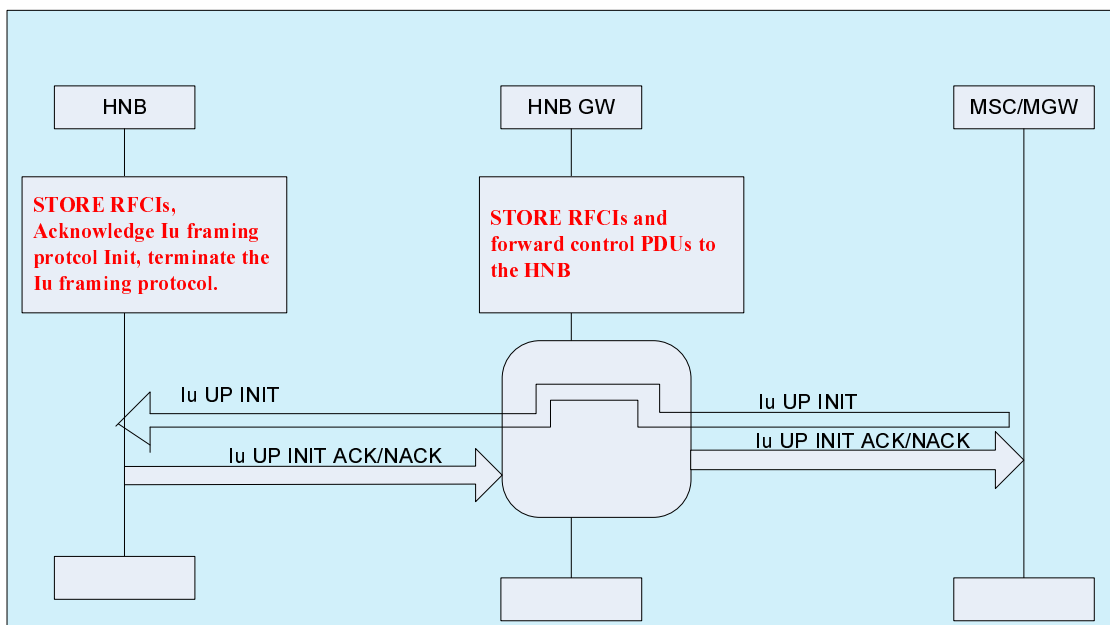 HNB
HNB GW
MSC/MGW
STORE RFCIs,
Acknowledge Iu framing
protcol Init, terminate the
Iu framing protocol.
STORE RFCIs and
forward control PDUs to
the HNB
Iu UP INIT
Iu UP INIT
Iu UP INIT ACK/NACK
Iu UP INIT ACK/NACK